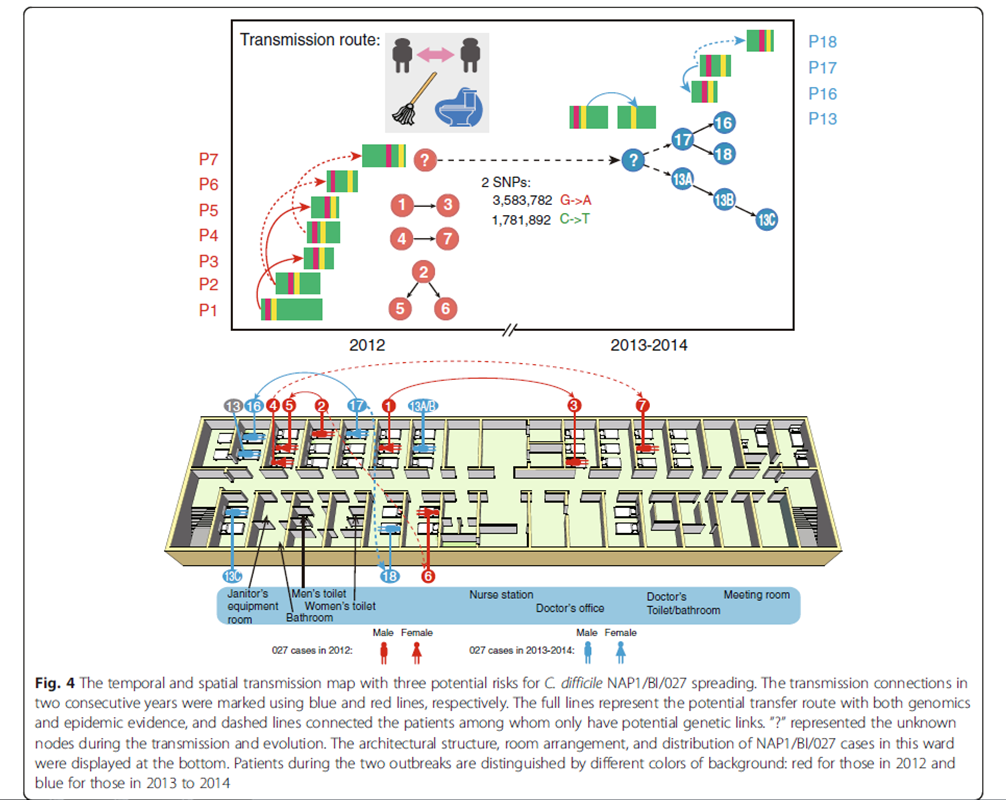 Transmission route:
P18
P17
P16
P13
16
17
18
?
?
13A
13B
13C
2 SNPs:
3,583,782 G->A
1,781,892 C->T
P7
P6
P5
P4
P3
P2
P1
1 3
4 7
2
5 6
2012
2013-2014
13 16 4 5 2 17 1 13A/B 3 7
13C 18 6
Janitor's equipment room
Men's toilet
Women's toilet
Bathroom
Nurse station
Doctor's office
Doctor's
Toilet/bathroom
Meeting room
Male Female
Male Female
027 cases in 2012:
027 cases in 2013-2014:
Fig. 4 The temporal and spatial transmission map with three potential risks for C. difficile NAP1/BI/027 spreading. The transmission connections in
two consecutive years were marked using blue and red lines, respectively. The full lines represent the potential transfer route with both genomics
and epidemic evidence, and dashed lines connected the patients among whom only have potential genetic links. "?" represented the unknown
nodes during the transmission and evolution. The architectural structure, room arrangement, and distribution of NAP1/BI/027 cases in this ward
were displayed at the bottom. Patients during the two outbreaks are distinguished by different colors of background: red for those in 2012 and
blue for those in 2013 to 2014